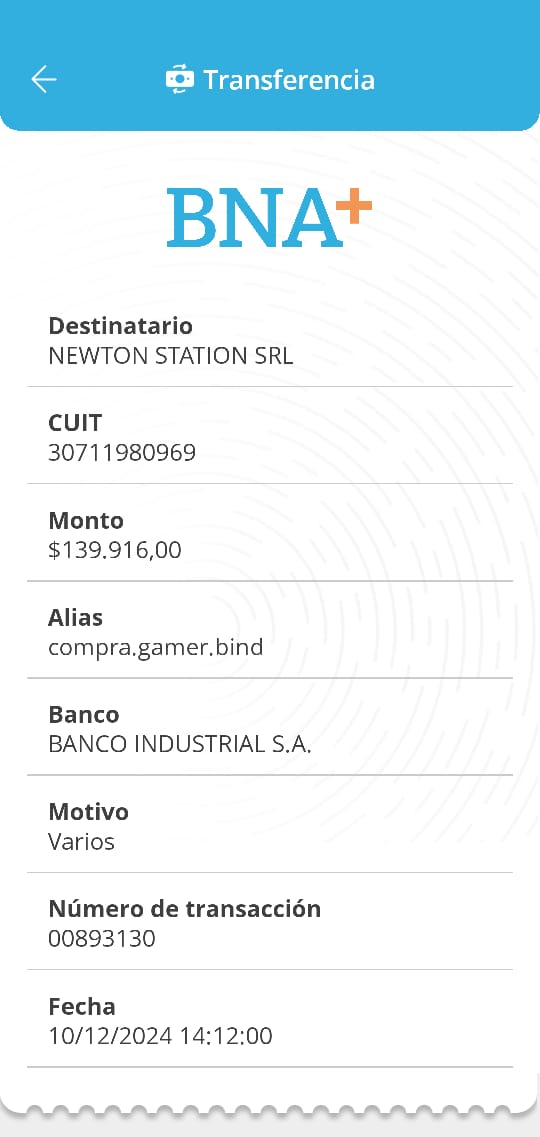 Transferencia
BNA+
Destinatario
NEWTON STATION SRL
CUIT
30711980969
Monto
$139.916,00
Alias
compra.gamer.bind
Banco
BANCO INDUSTRIAL S.A.
Motivo
Varios
Número de transacción
00893130
Fecha
10/12/2024 14:12:00